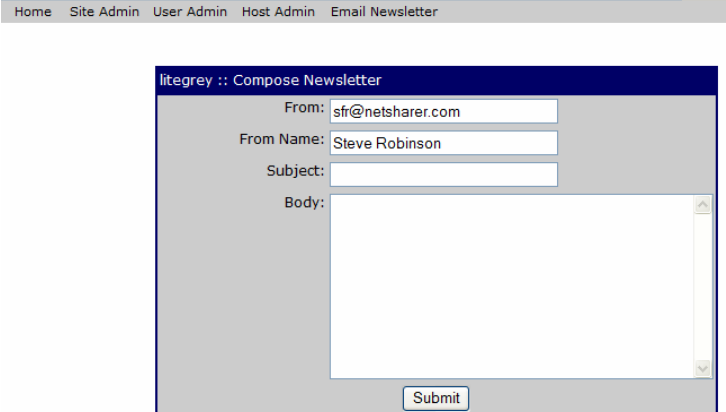 Home Site Admin User Admin Host Admin Email Newsletter
litegrey :: Compose Newsletter
From: sfr@netsharer.com
From Name: Steve Robinson
Subject:
Body:
Submit